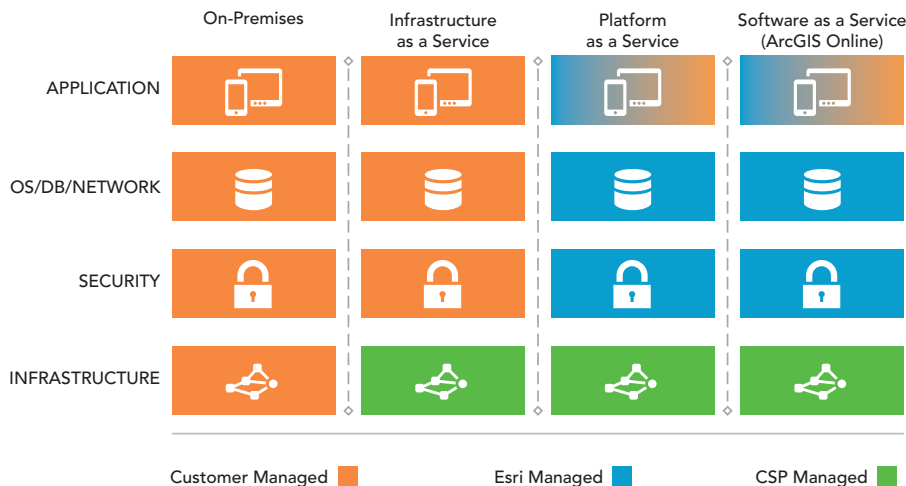 On-Premises
Infrastructure
as a Service
Platform
as a Service
Software as a Service
(ArcGIS Online)
APPLICATION
OS/DB/NETWORK
SECURITY
INFRASTRUCTURE
Customer Managed
Esri Managed
CSP Managed